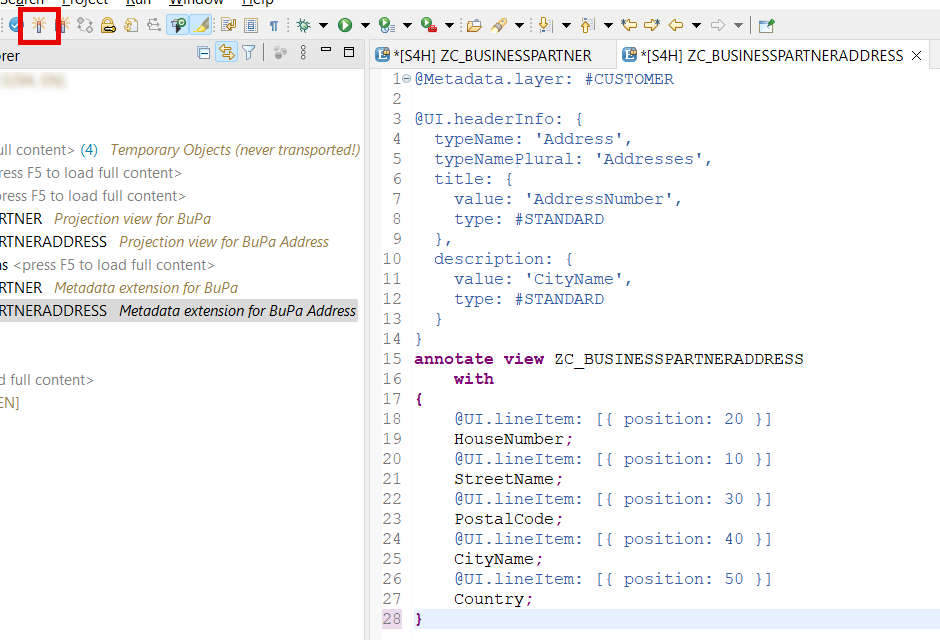 Search Project Run Window Help
rer
*[S4H] ZC_BUSINESSPARTNER
*[S4H] ZC_BUSINESSPARTNERADDRESS
ull content> (4) Temporary Objects (never transported!)
ress F5 to load full content>
press F5 to load full content>
RTNER Projection view for BuPa
RTNERADDRESS Projection view for BuPa Address
ns <press F5 to load full content>
RTNER Metadata extension for BuPa
RTNERADDRESS Metadata extension for BuPa Address
d full content>
EN]
1 @Metadata.layer: #CUSTOMER
2
3 @UI.headerInfo: {
4 typeName: 'Address',
5 typeNamePlural: 'Addresses',
6 title: {
7 value: 'AddressNumber',
8 type: #STANDARD
9 },
10 description: {
11 value: 'CityName',
12 type: #STANDARD
13 }
14 }
15 annotate view ZC_BUSINESSPARTNERADDRESS
16 with
17 {
18 @UI.lineItem: [{ position: 20 }]
19 HouseNumber;
20 @UI.lineItem: [{ position: 10 }]
21 StreetName;
22 @UI.lineItem: [{ position: 30 }]
23 PostalCode;
24 @UI.lineItem: [{ position: 40 }]
25 CityName;
26 @UI.lineItem: [{ position: 50 }]
27 Country;
28 }